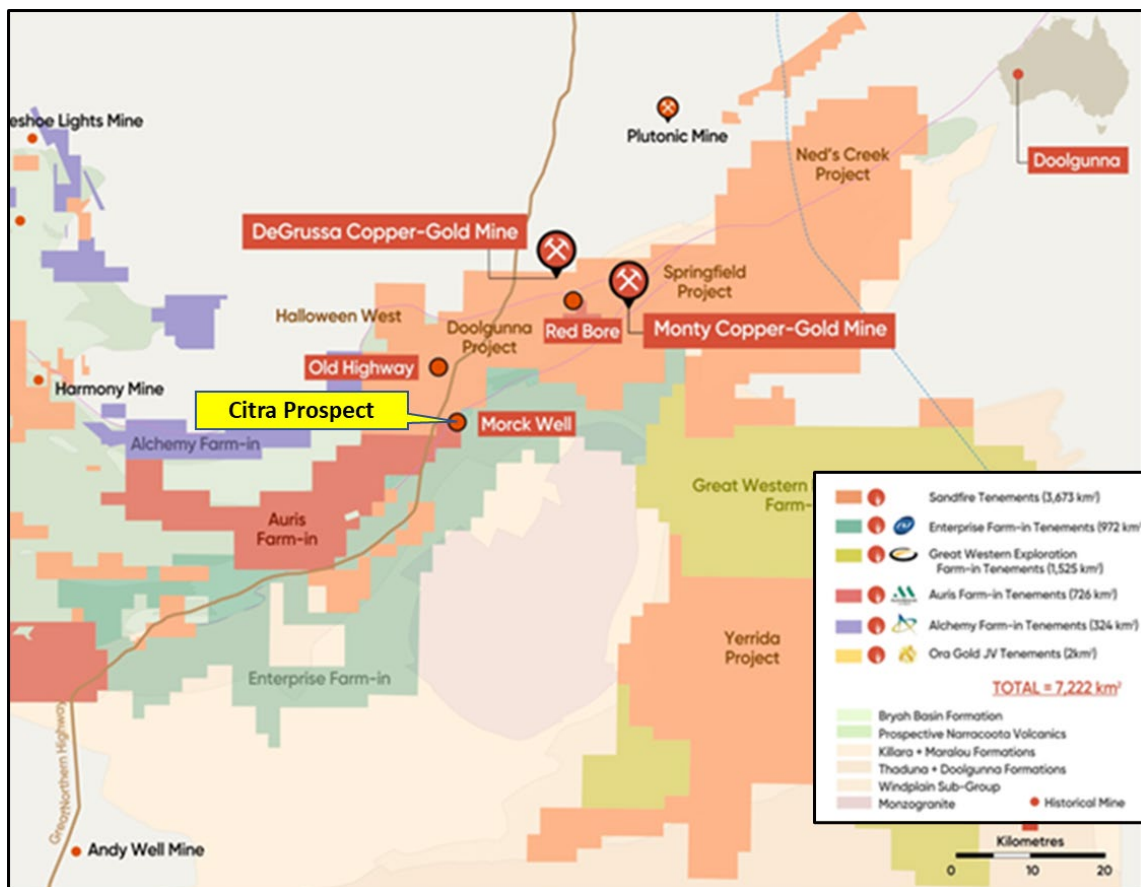 eshoe Lights Mine
Plutonic Mine
Ned's Creek
Project
Doolgunna
DeGrussa Copper-Gold Mine
Springfield
Project
Halloween West
Doolgunna
Project
Red Bore
Monty Copper-Gold Mine
Old Highway
Harmony Mine
Citra Prospect
Morck Well
Alchemy Farm-in
Great Western
Farm-
Auris
Farm-in
Yerrida
Project
Enterprise Farm-in
Great Northern Highway
Andy Well Mine
Sandfire Tenements (3,673 km²)
Enterprise Farm-in Tenements (972 km²
Great Western Exploration
Farm-in Tenements (1,525 km²)
Auris Farm-in Tenements (726 km²)
Alchemy Farm-in Tenements (324 km²)
Ora Gold JV Tenements (2km²)
TOTAL = 7,222 km²
Bryah Basin Formation
Prospective Narracoota Volcanics
Killara + Maralou Formations
Thaduna + Doolgunna Formations
Windplain Sub-Group
Monzogranite
Historical Mine
Kilometres
0 10 20